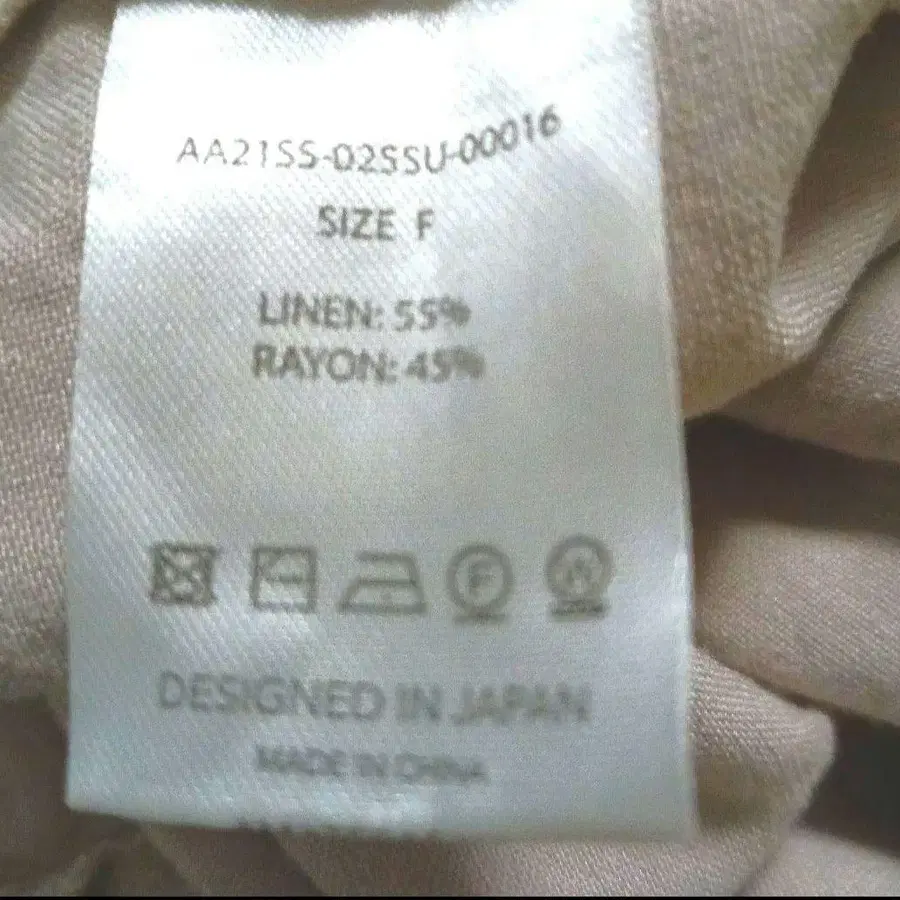 AA21SS-02SSU-00016
SIZE F
LINEN: 55%
RAYON: 45%
F
W
DESIGNED IN JAPAN
MADE IN CHINA